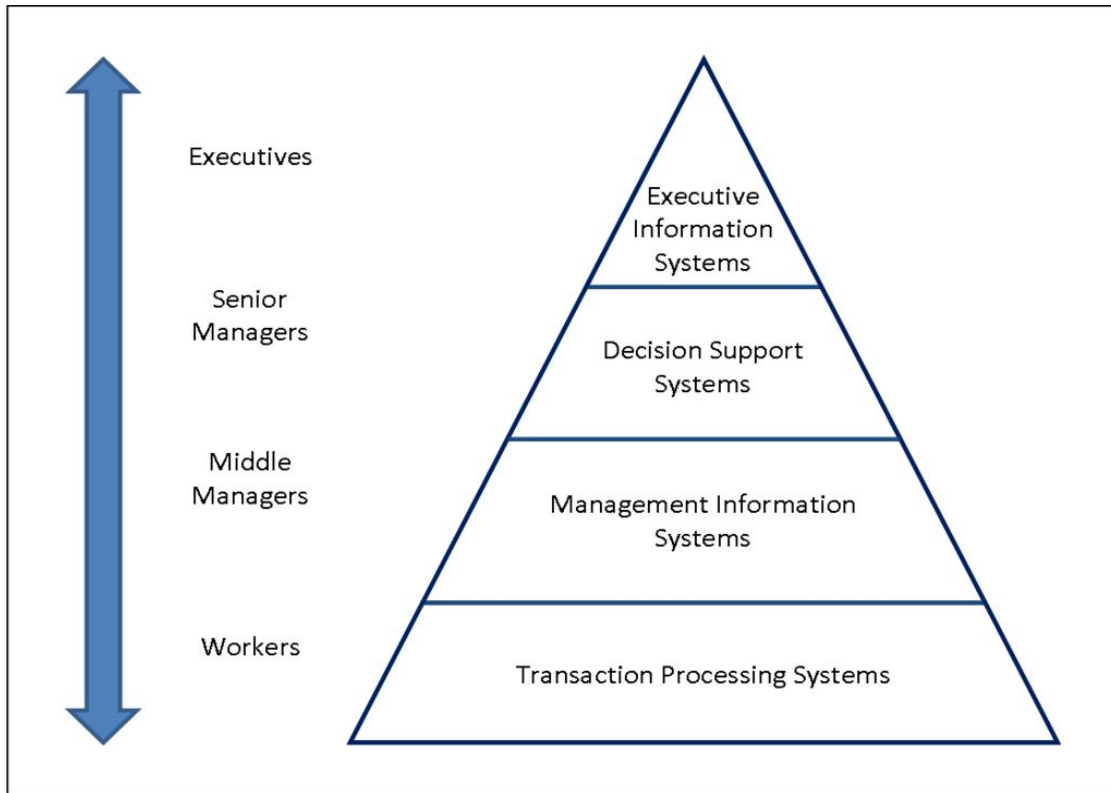 Executives
Executive
Information
Systems
Senior
Managers
Decision Support
Systems
Middle
Managers
Management Information
Systems
Workers
Transaction Processing Systems